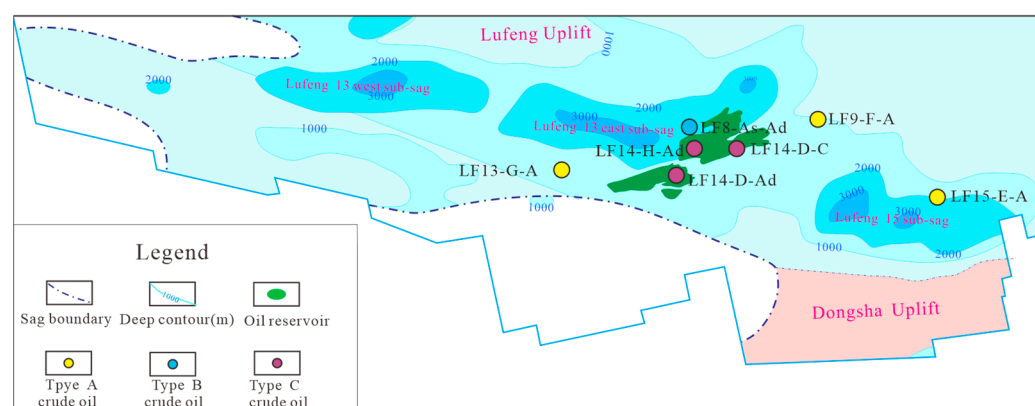 Lufeng Uplift
1000
2000
2000
Lufeng 13 west sub-sag
3000
2000
3000
3000
Lufeng 13 east sub-sag
1000
LF8-As-Ad
LF9-F-A
LF14-H-Ad
LF14-D-C
LF13-G-A
LF14-D-Ad
2000
3000
LF15-E-A
1000
3000
Lufeng 15 sub-sag
1000
2000
Dongsha Uplift
Legend
1000
Sag boundary
Deep contour(m)
Oil reservoir
Tpye A
crude oil
Type B
crude oil
Type C
crude oil